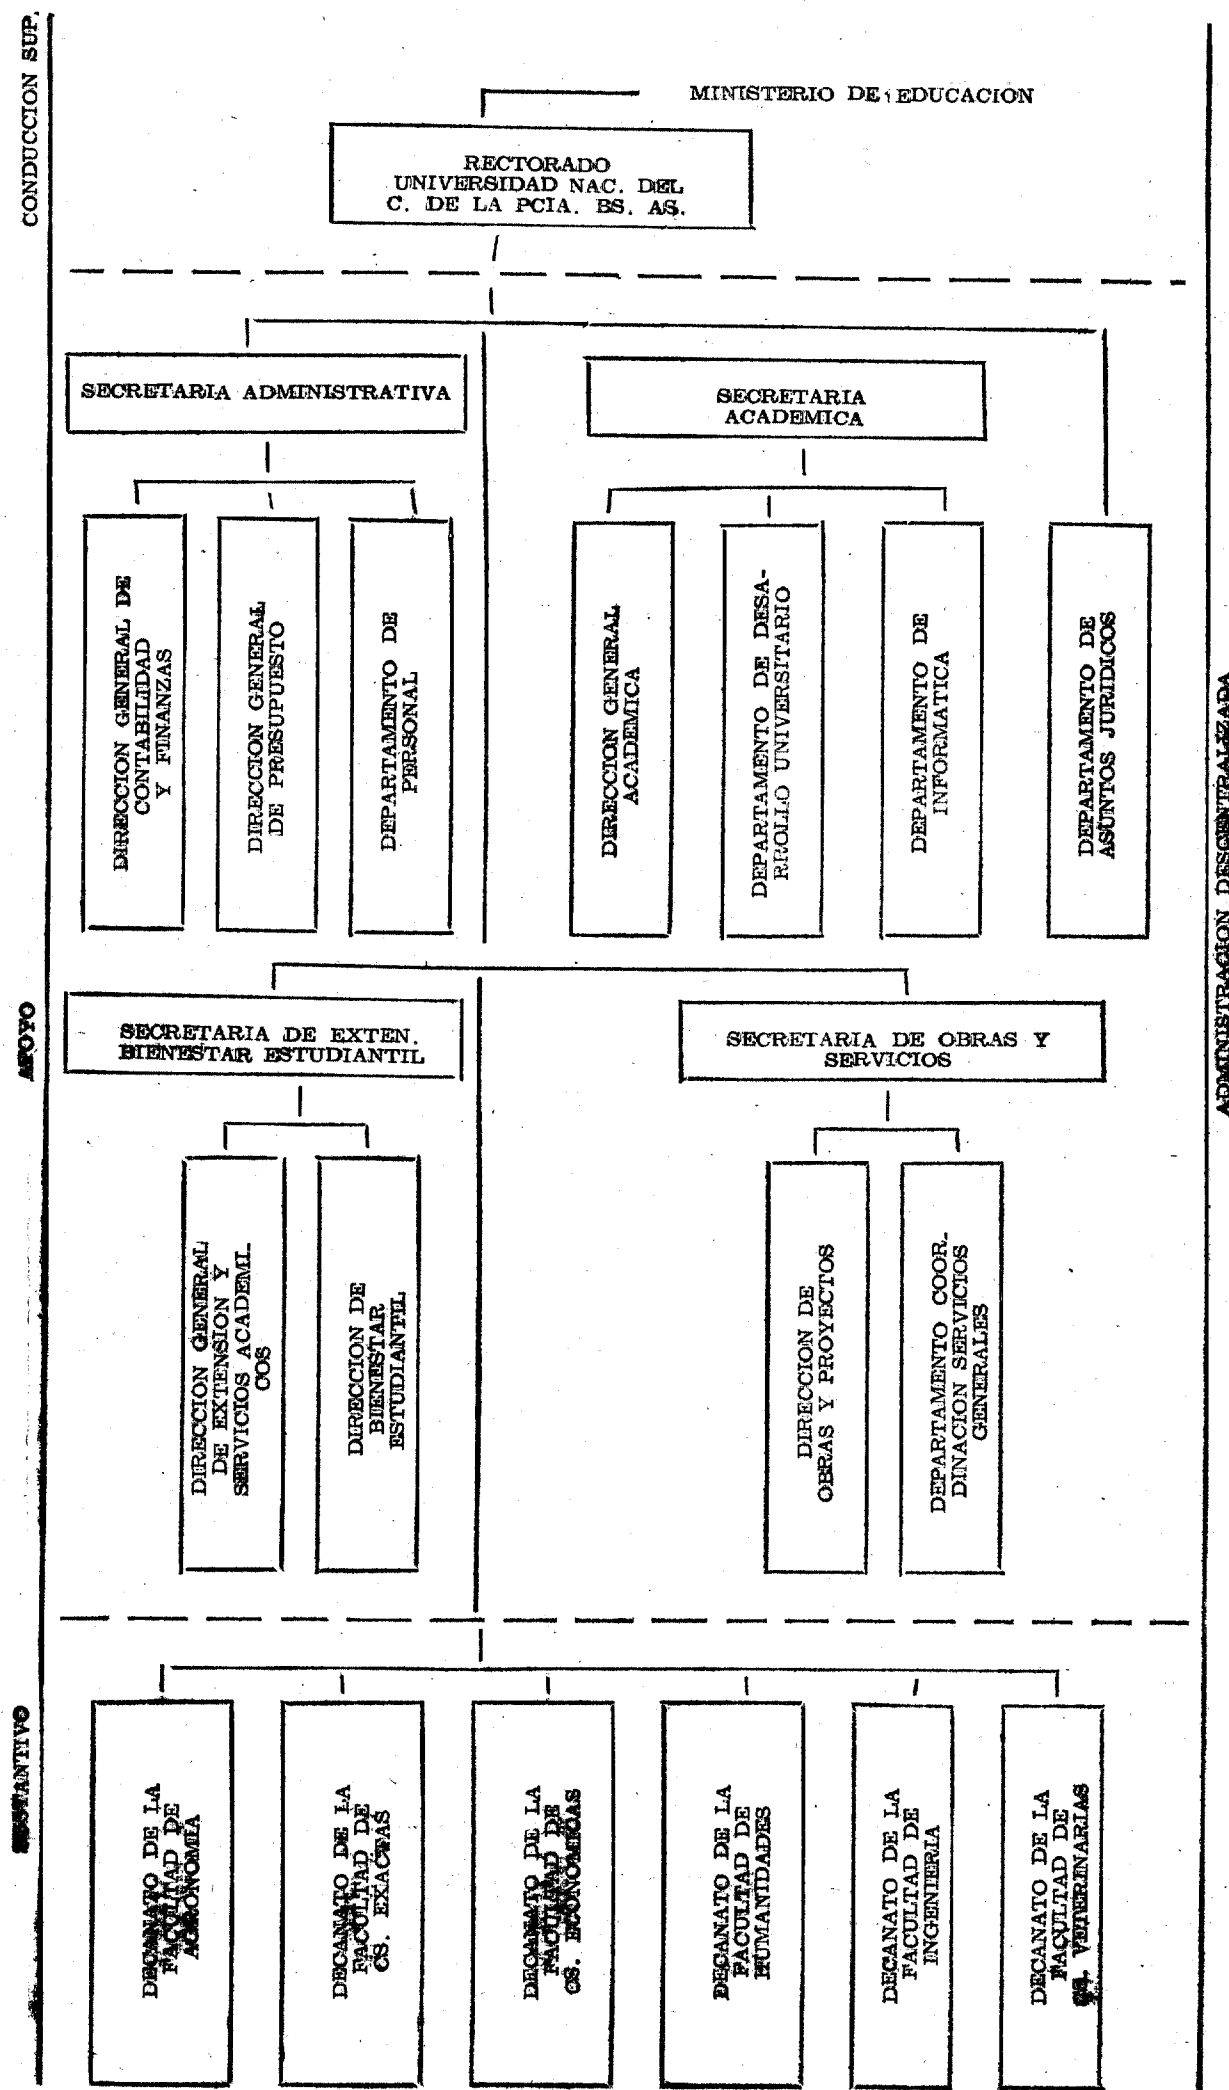 CONDUCCION SUP.
MINISTERIO DE EDUCACIÓN
RECTORADO
UNIVERSIDAD NAC. DEL
C. DE LA PCIA. BS. AS.
SECRETARIA ADMINISTRATIVA
SECRETARIA
ACADEMICA
DIRECCION GENERAL DE
CONTABILIDAD
Y FINANZAS
DIRECCION GENERAL
DE PRESUPUESTO
DEPARTAMENTO DE
PERSONAL
DIRECCION GENERAL
ACADEMICA
DEPARTAMENTO DE DESA-
RROLLO UNIVERSITARIO
DEPARTAMENTO DE
INFORMATICA
DEPARTAMENTO DE
ASUNTOS JURIDICOS
ADMINISTRACION DESCENTRALIZADA
APOYO
SECRETARIA DE EXTEN.
BIENESTAR ESTUDIANTIL
SECRETARIA DE OBRAS Y
SERVICIOS
DIRECCION GENERAL
DE EXTENSION Y
SERVICIOS ACADEMI-
COS
DIRECCION DE
BIENESTAR
ESTUDIANTIL
DIRECCION DE
OBRAS Y PROYECTOS
DEPARTAMENTO COOR-
DINACION SERVICIOS
GENERALES
SUSTANTIVO
DECANATO DE LA
FACULTAD DE
AGRONOMIA
DECANATO DE LA
FACULTAD DE
CS. EXACTAS
DECANATO DE LA
FACULTAD DE
CS. ECONOMICAS
DECANATO DE LA
FACULTAD DE
HUMANIDADES
DECANATO DE LA
FACULTAD DE
INGENIERIA
DECANATO DE LA
FACULTAD DE
CS. VETERENARIAS